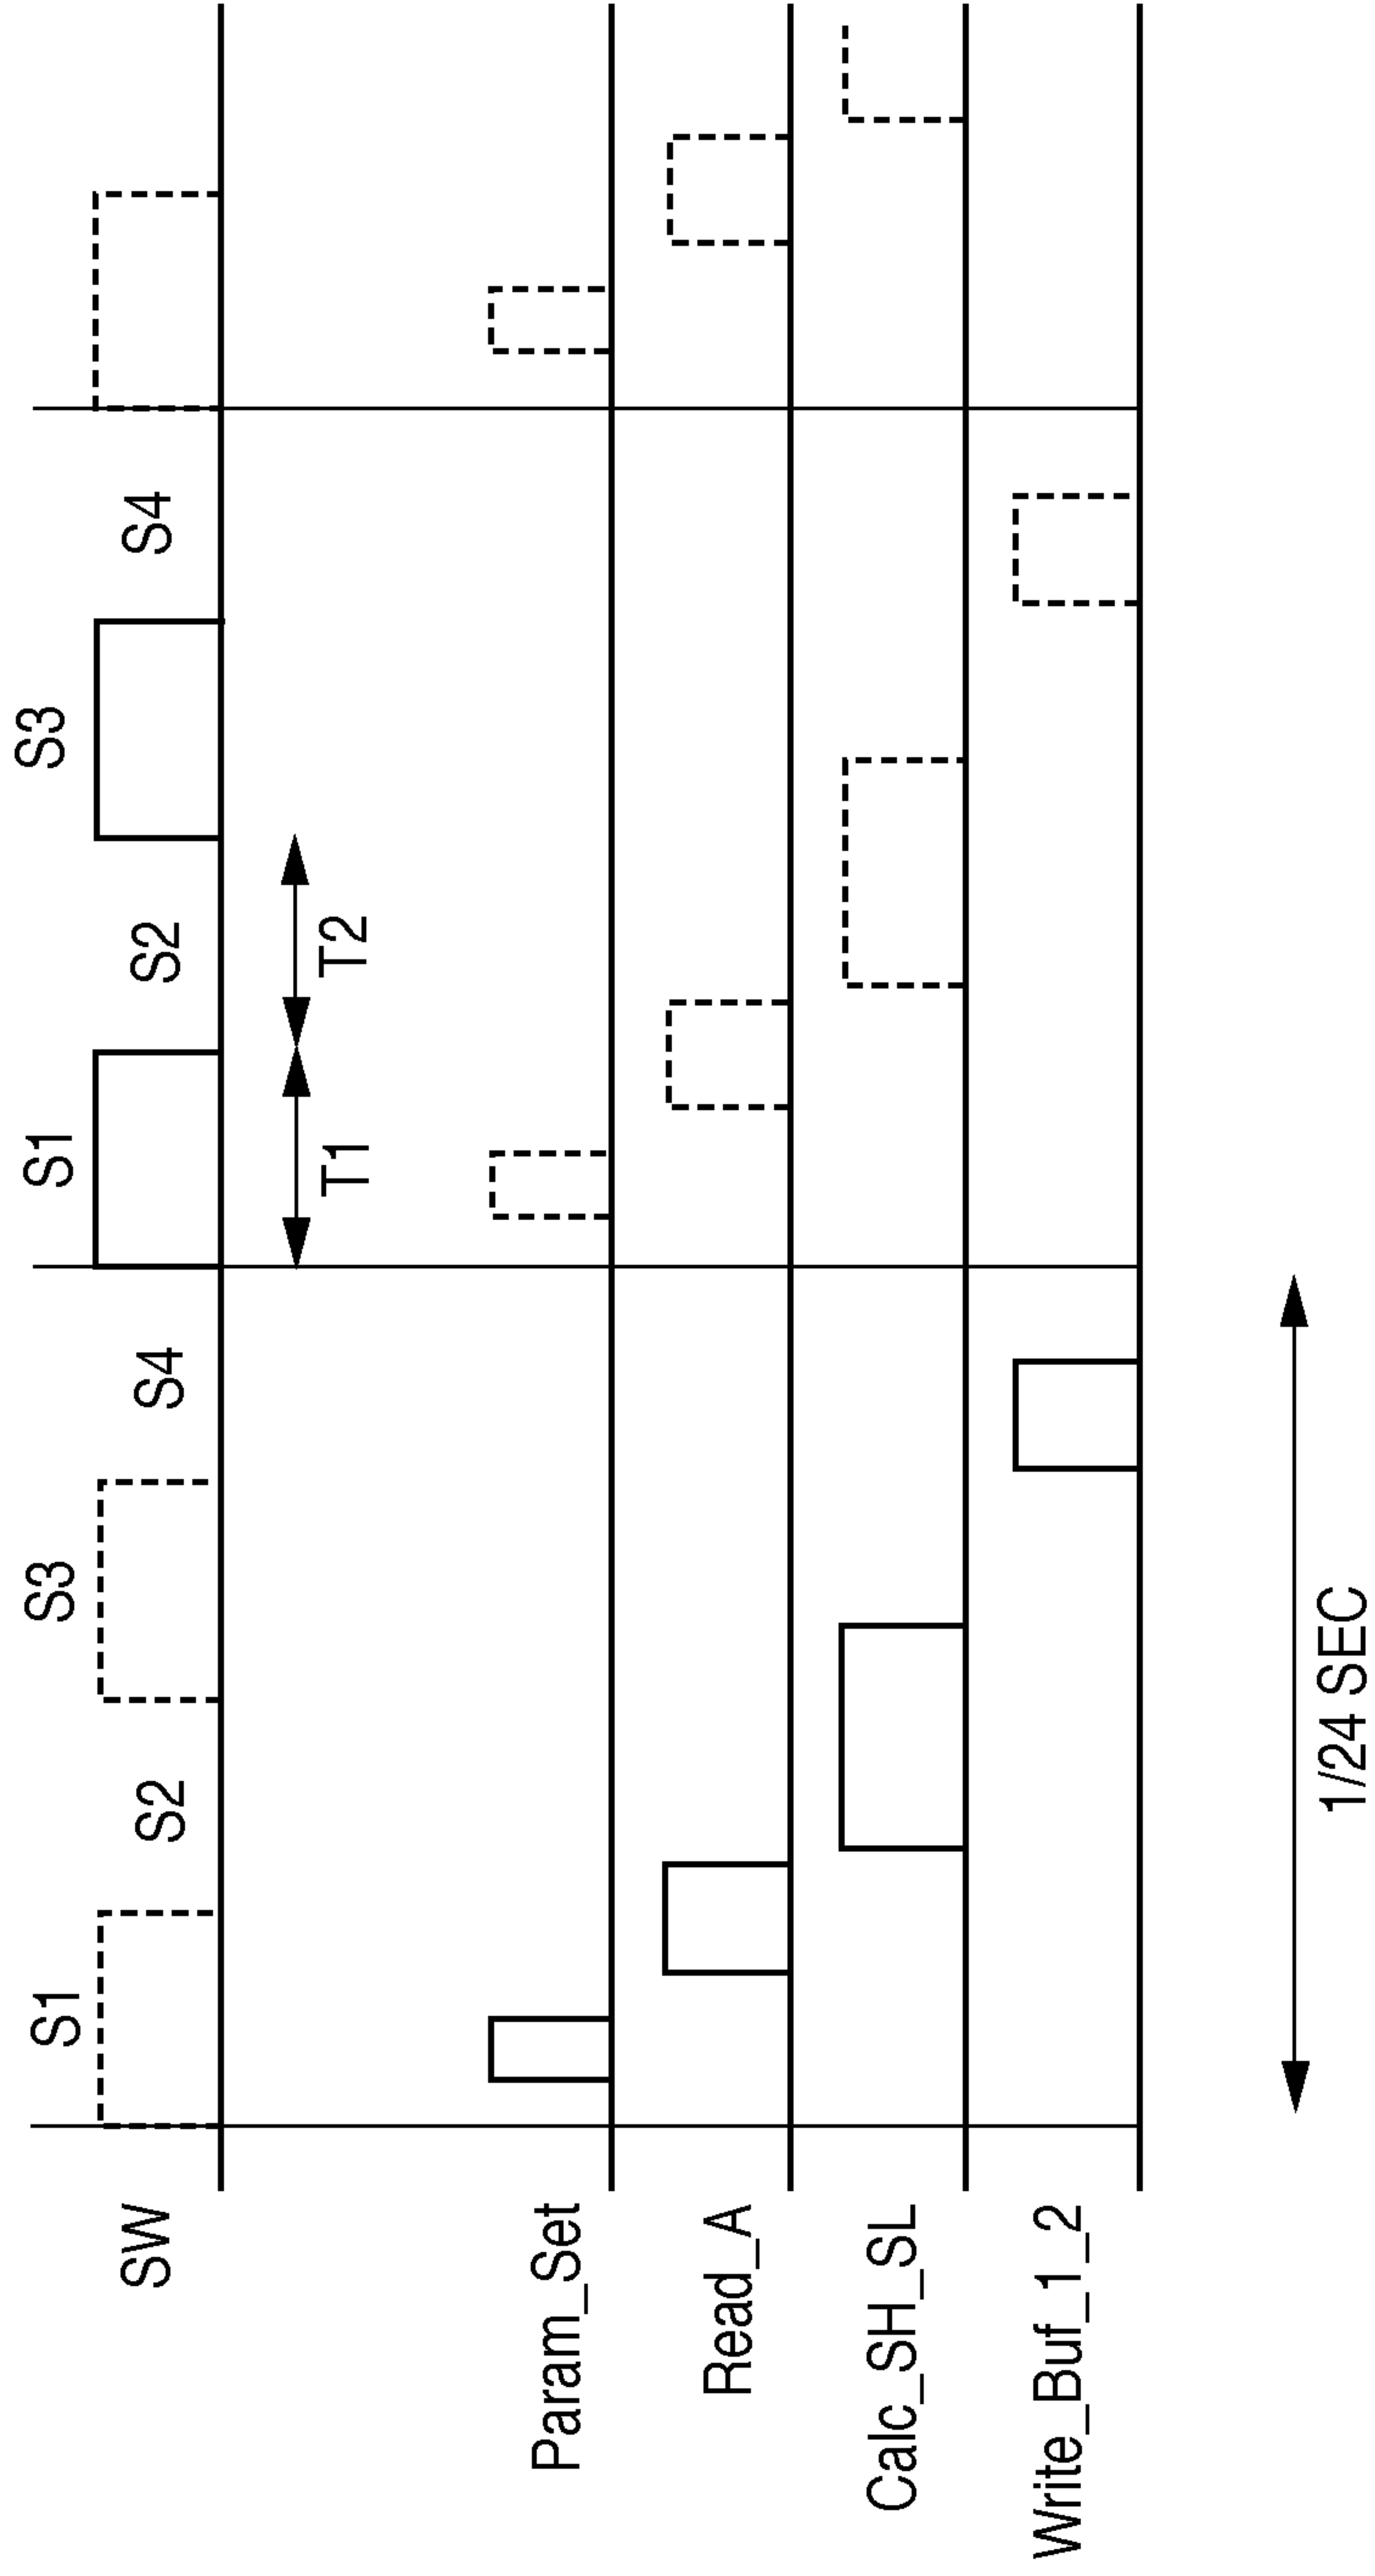 S1 S2 S3 S4 S1 S2 S3 S4
SW
T1 T2
Param_Set
Read_A
Calc_SH_SL
Write_Buf_1_2
1/24 SEC